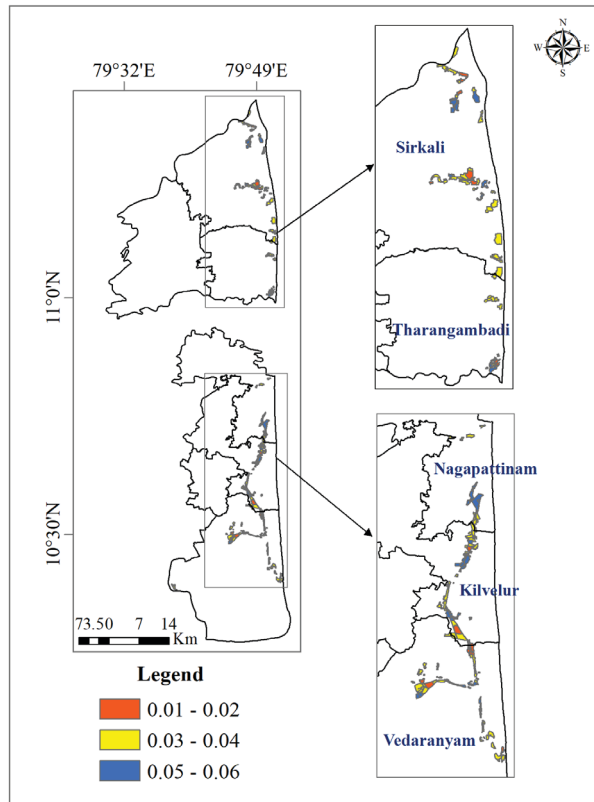 N
W E
S
79°32'E 79°49'E
Sirkali
11°0'N
Tharangambadi
Nagapattinam
10°30'N
Kilvelur
73.50 7 14
Km
Legend
0.01 - 0.02
0.03 - 0.04
0.05 - 0.06
Vedaranyam